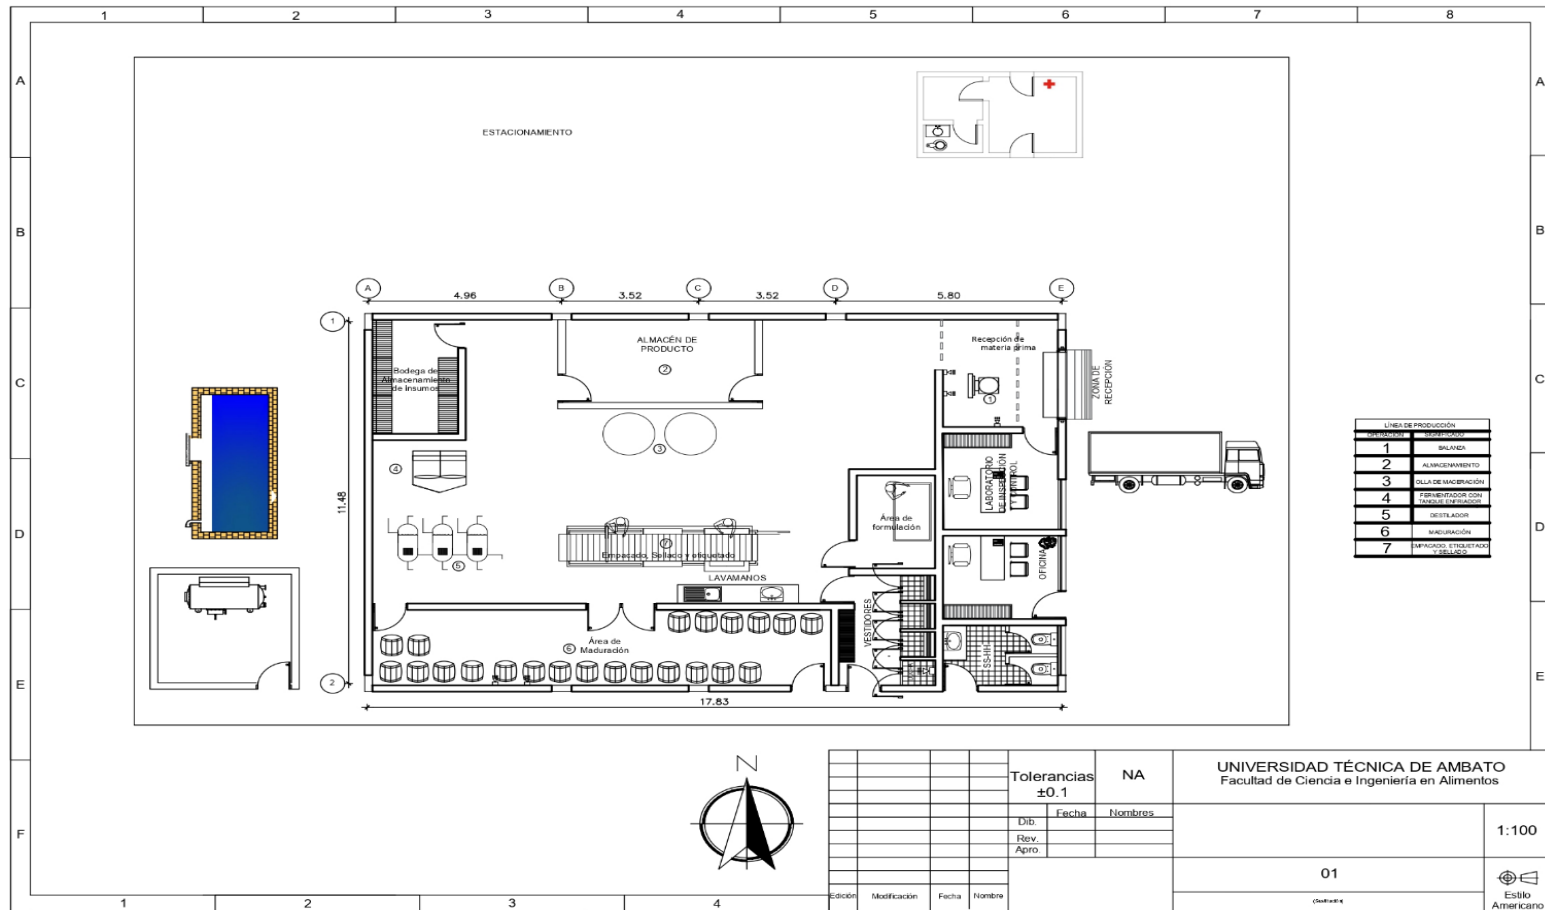 1 2 3 4 5 6 7 8
A A
B B
C C
D D
E E
F
ESTACIONAMIENTO
A B C D E
4.96 3.52 3.52 5.80
1
2
11.48
17.83
Bodega de
Almacenamiento
de Insumos
ALMACÉN DE
PRODUCTO
2
Recepción de
materia prima
1
ZONA DE
RECEPCIÓN
3
4
LABORATORIO
DE INSPECCIÓN
Y CONTROL
Área de
formulación
5
7
Empacado, Sellado y etiquetado
LAVAMANOS
OFICINA
VESTIDORES
SS-HH
6
Área de
Maduración
LÍNEA DE PRODUCCIÓN
OPERACIÓN SIGNIFICADO
1 BALANZA
2 ALMACENAMIENTO
3 OLLA DE MACERACIÓN
4 FERMENTADOR CON
TANQUE ENFRIADOR
5 DESTILADOR
6 MADURACIÓN
7 EMPACADO, ETIQUETADO
Y SELLADO
N
Tolerancias
±0.1
NA
UNIVERSIDAD TÉCNICA DE AMBATO
Facultad de Ciencia e Ingeniería en Alimentos
Fecha Nombres
Dib.
Rev.
Apro.
1:100
01
Edición Modificación Fecha Nombre
Estilo
Americano
1 2 3 4